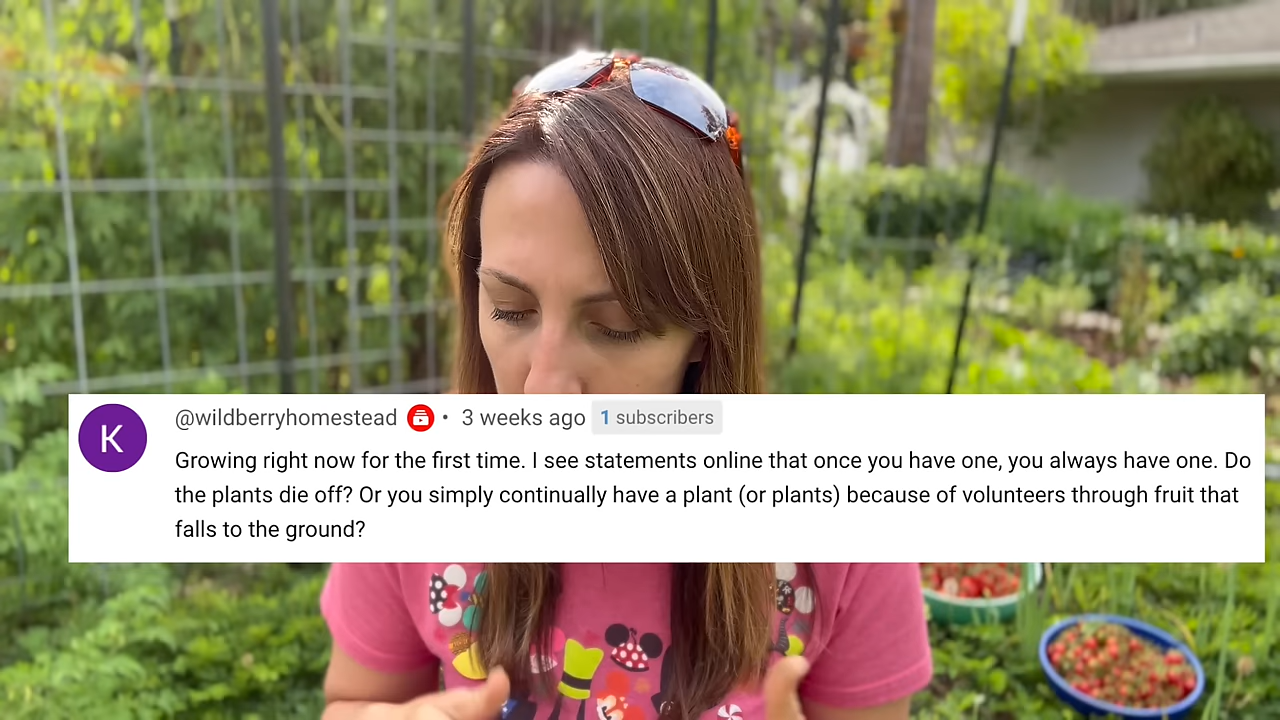 K
@wildberryhomestead • 3 weeks ago 1 subscribers
Growing right now for the first time. I see statements online that once you have one, you always have one. Do
the plants die off? Or you simply continually have a plant (or plants) because of volunteers through fruit that
falls to the ground?